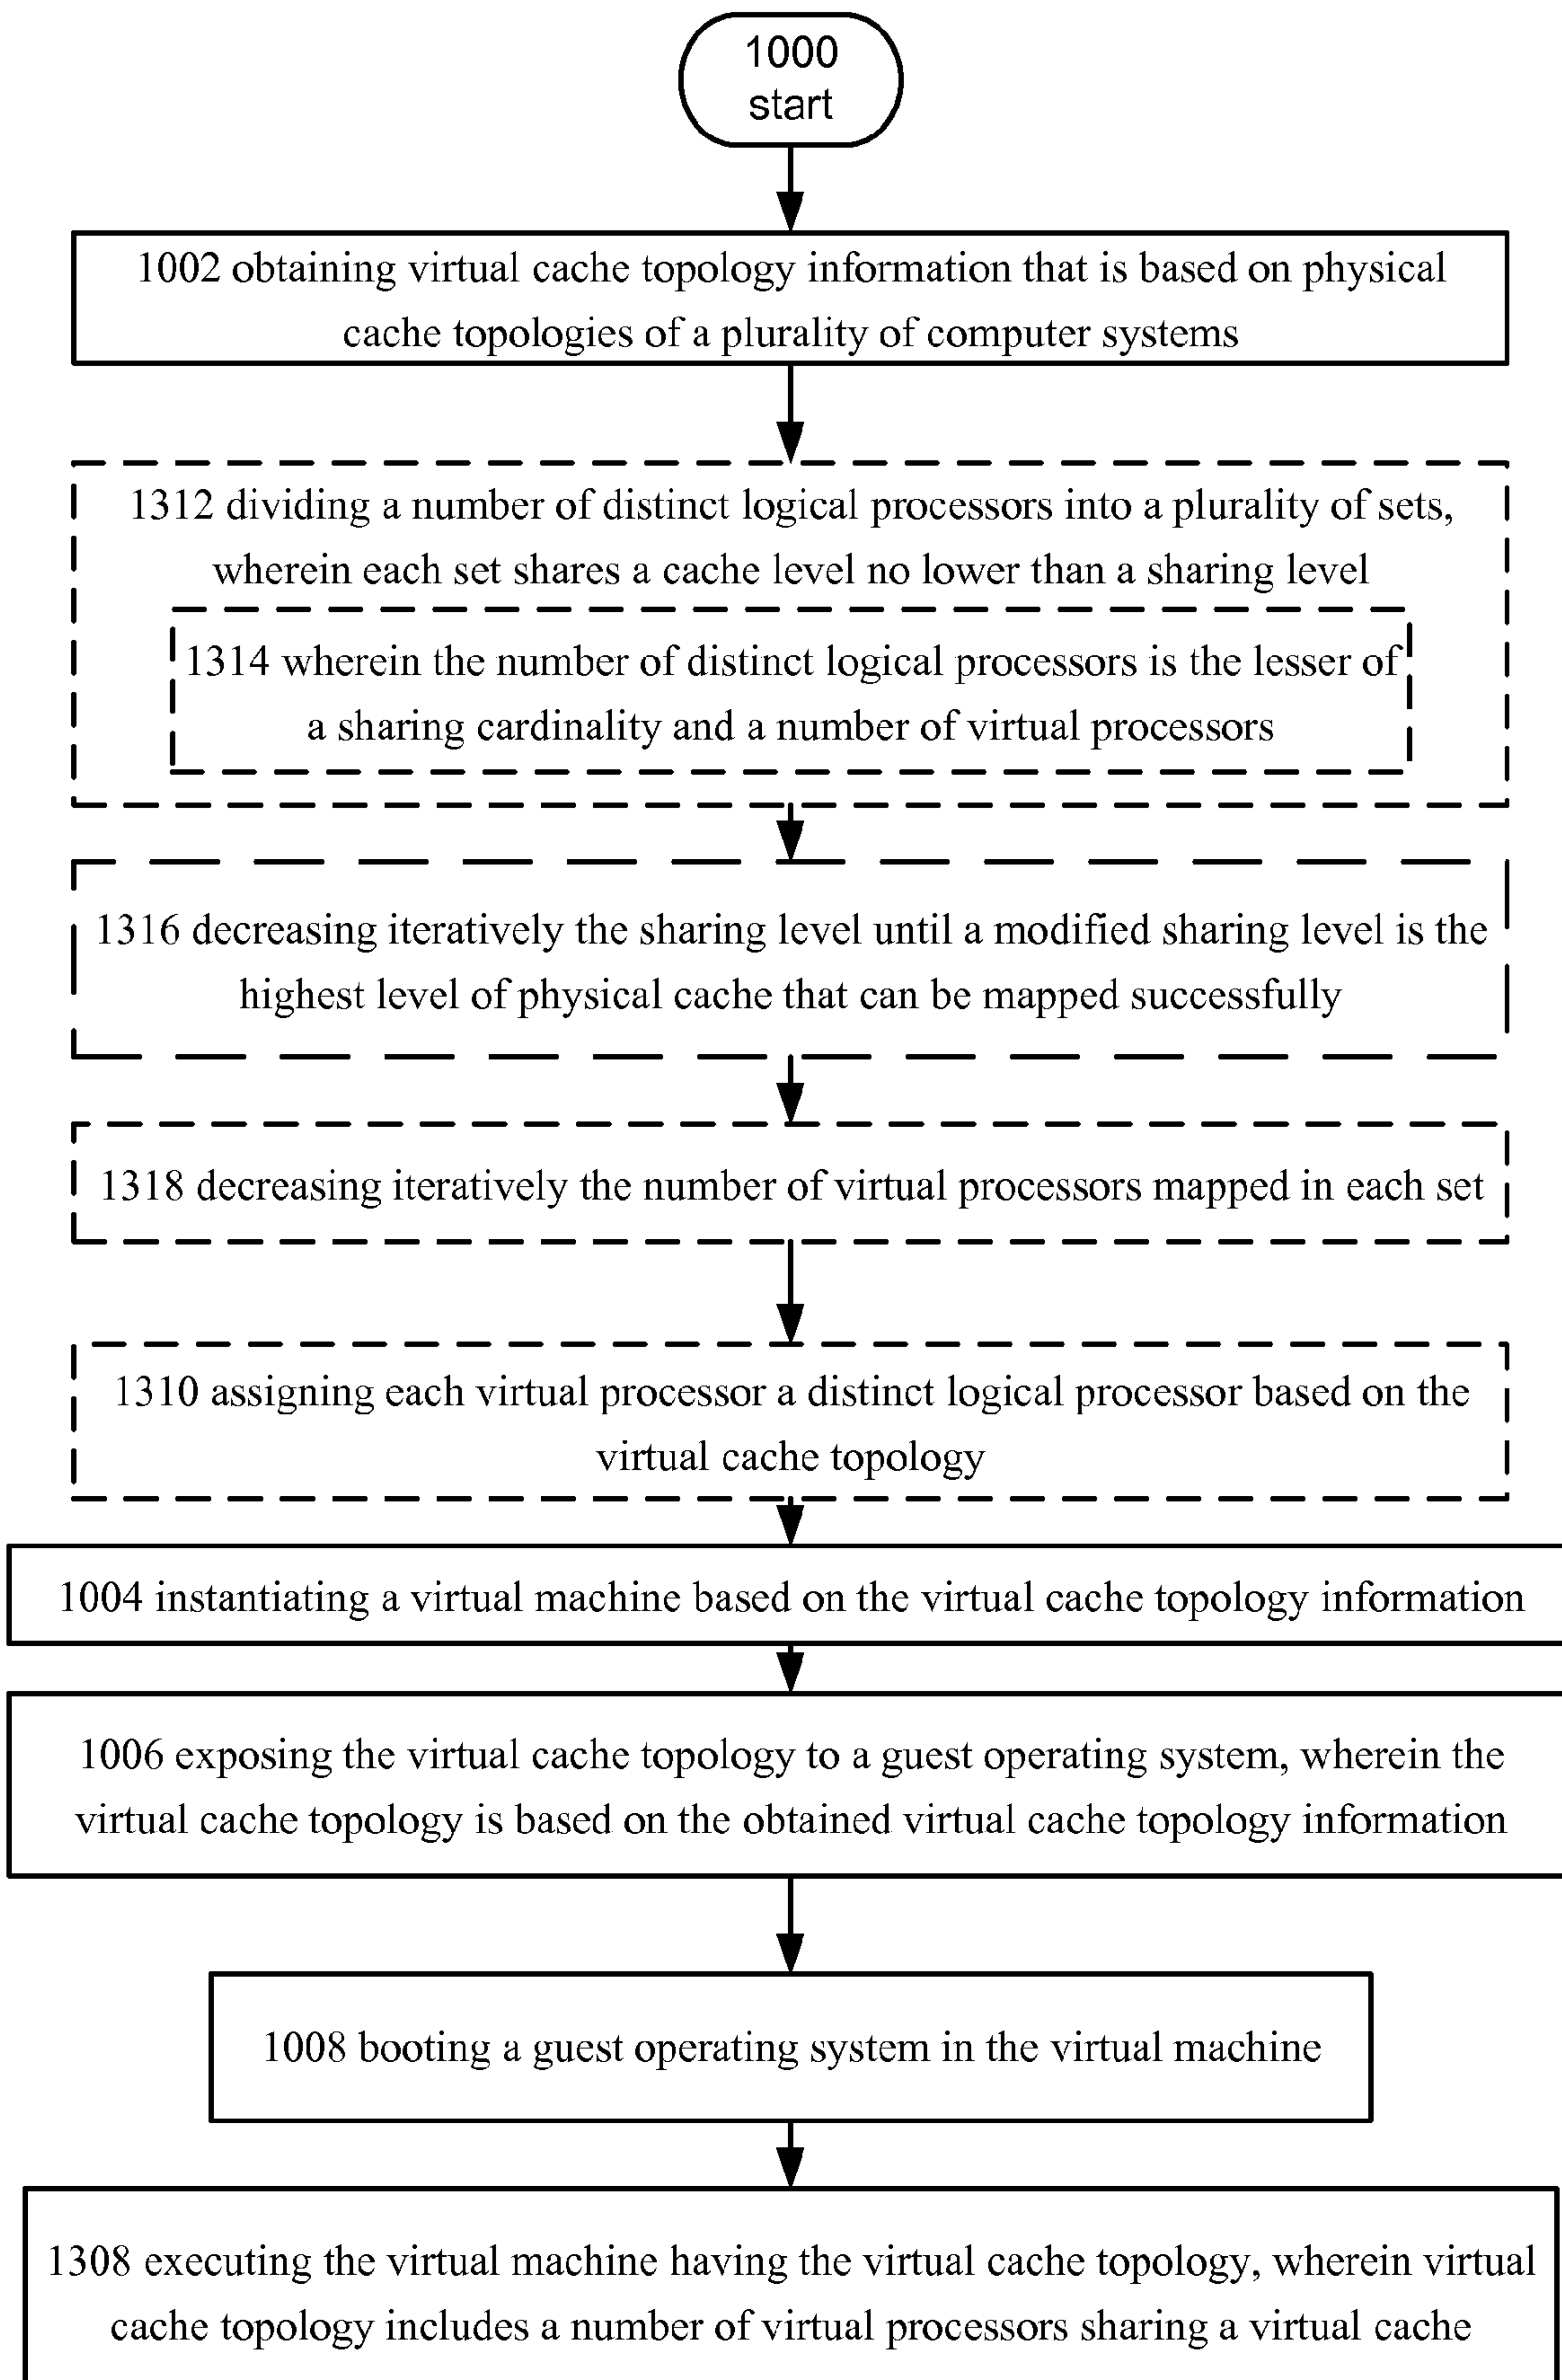 1000
start
1002 obtaining virtual cache topology information that is based on physical
cache topologies of a plurality of computer systems
1312 dividing a number of distinct logical processors into a plurality of sets,
wherein each set shares a cache level no lower than a sharing level
1314 wherein the number of distinct logical processors is the lesser of
a sharing cardinality and a number of virtual processors
1316 decreasing iteratively the sharing level until a modified sharing level is the
highest level of physical cache that can be mapped successfully
1318 decreasing iteratively the number of virtual processors mapped in each set
1310 assigning each virtual processor a distinct logical processor based on the
virtual cache topology
1004 instantiating a virtual machine based on the virtual cache topology information
1006 exposing the virtual cache topology to a guest operating system, wherein the
virtual cache topology is based on the obtained virtual cache topology information
1008 booting a guest operating system in the virtual machine
1308 executing the virtual machine having the virtual cache topology, wherein virtual
cache topology includes a number of virtual processors sharing a virtual cache